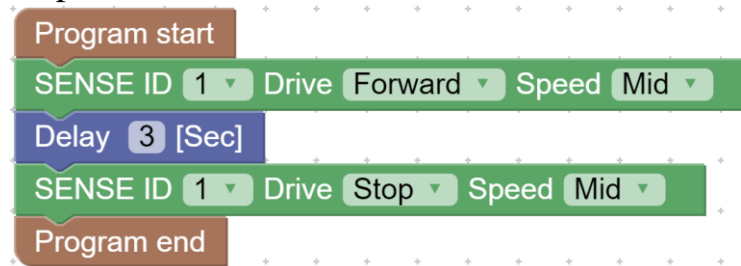 Program start
SENSE ID 1 Drive Forward Speed Mid
Delay 3 [Sec]
SENSE ID 1 Drive Stop Speed Mid
Program end